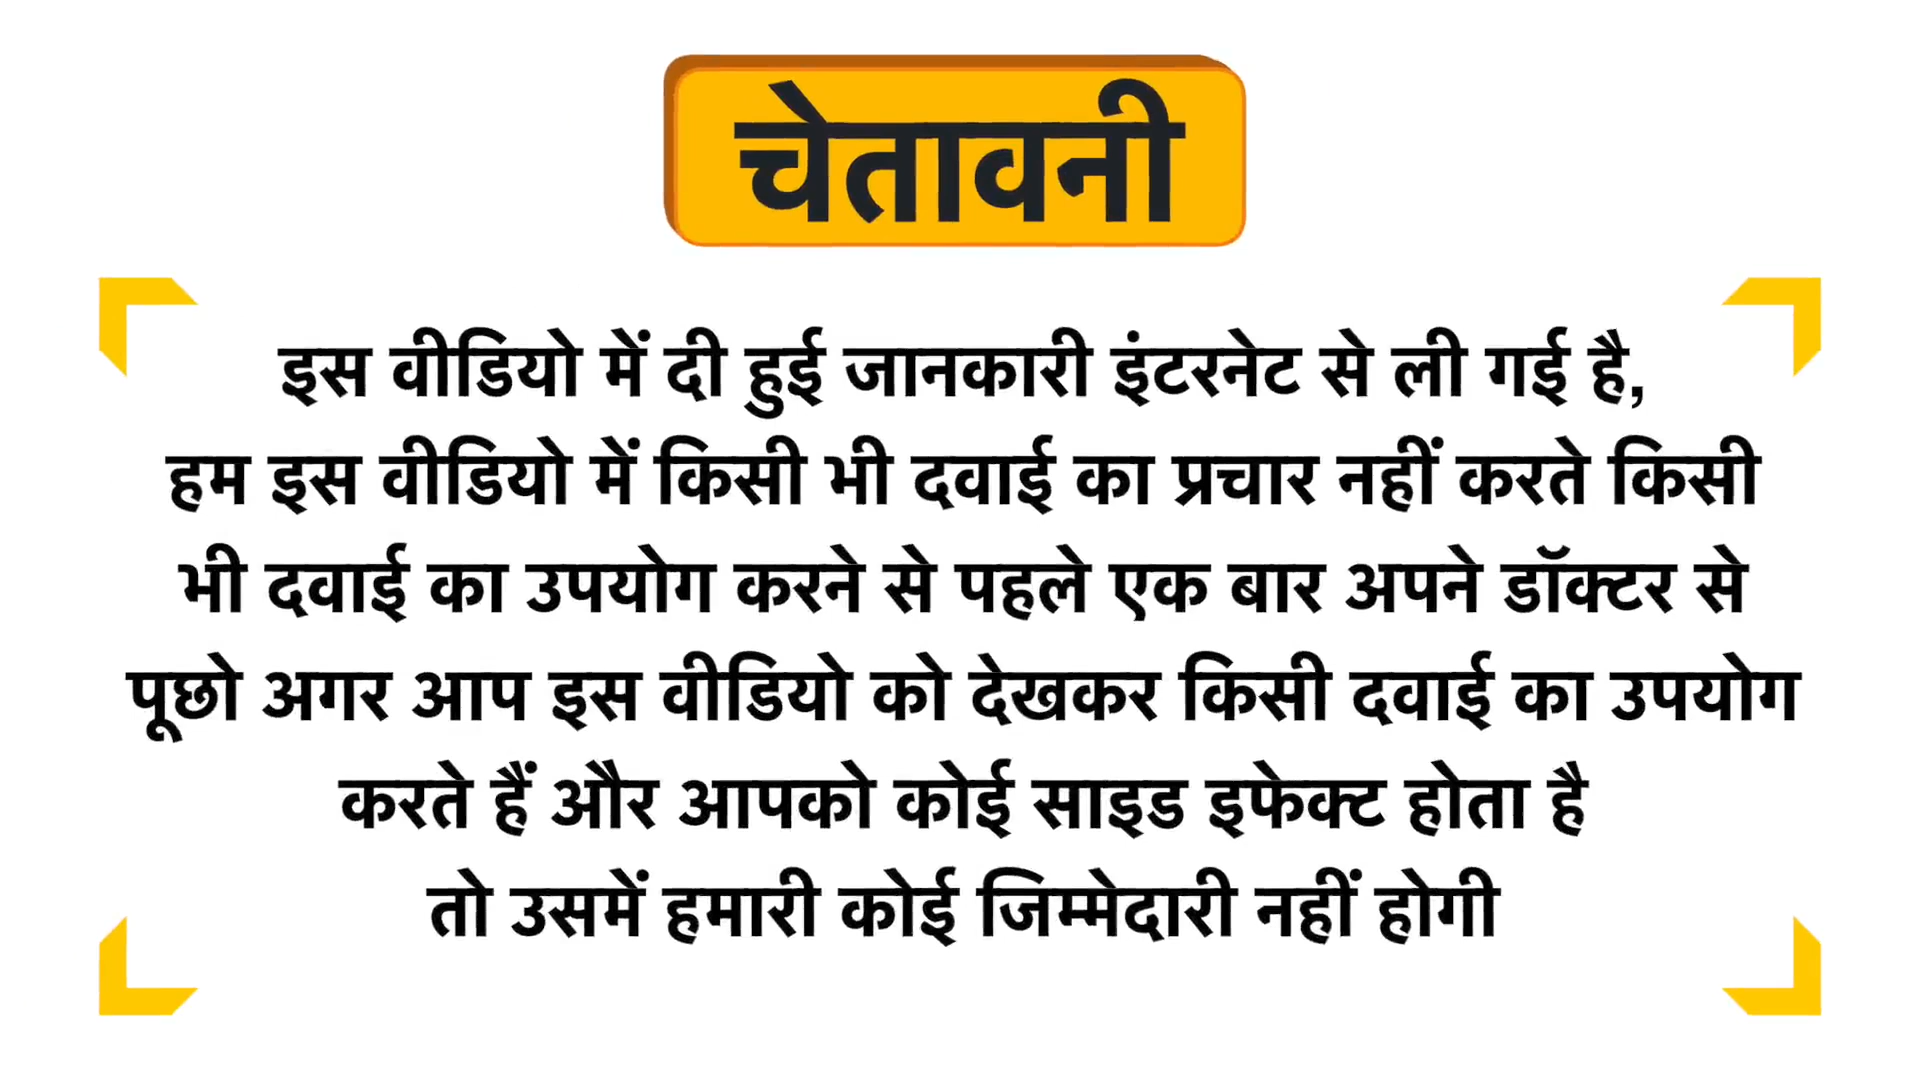 चेतावनी
इस वीडियो में दी हुई जानकारी इंटरनेट से ली गई है,
हम इस वीडियो में किसी भी दवाई का प्रचार नहीं करते किसी
भी दवाई का उपयोग करने से पहले एक बार अपने डॉक्टर से
पूछो अगर आप इस वीडियो को देखकर किसी दवाई का उपयोग
करते हैं और आपको कोई साइड इफेक्ट होता है
तो उसमें हमारी कोई जिम्मेदारी नहीं होगी